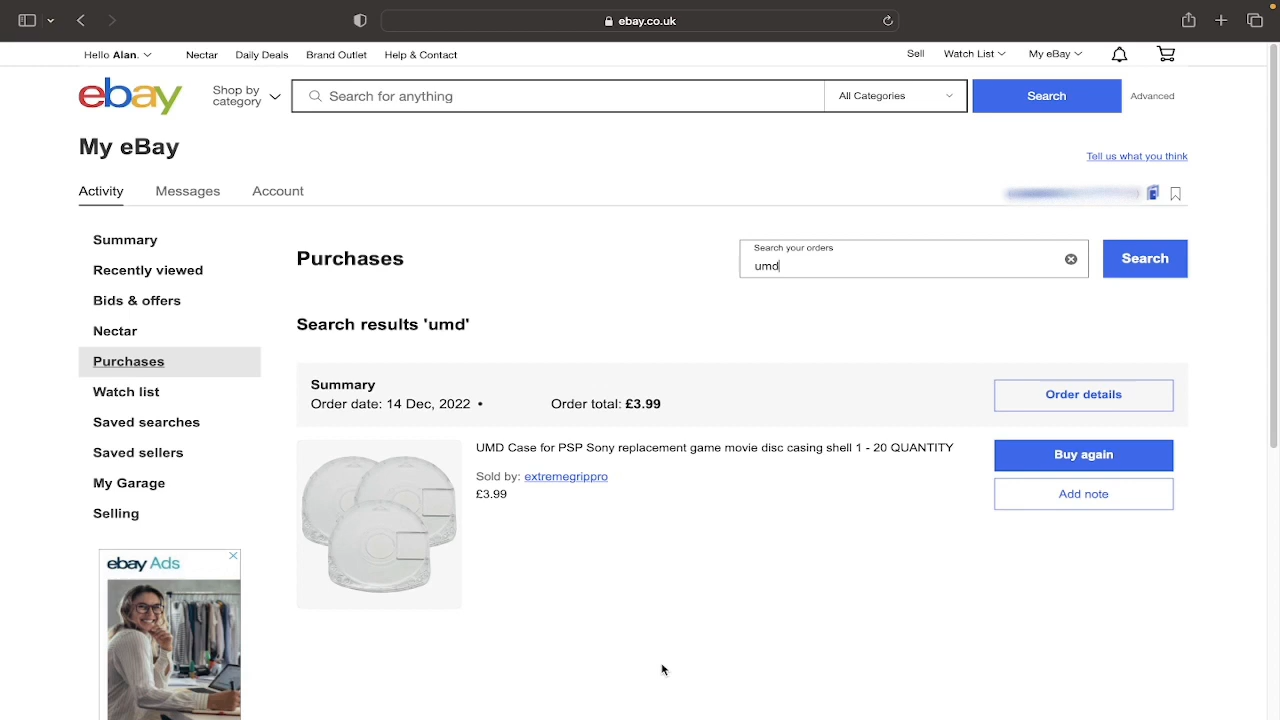 ebay.co.uk
Hello Alan. Nectar Daily Deals Brand Outlet Help & Contact Sell Watch List My eBay
ebay Shop by category Search for anything All Categories Search Advanced
My eBay
Tell us what you think
Activity Messages Account
Summary
Recently viewed
Bids & offers
Nectar
Purchases
Watch list
Saved searches
Saved sellers
My Garage
Selling
ebay Ads
Purchases
Search your orders
umd
Search
Search results 'umd'
Summary
Order date: 14 Dec, 2022 • Order total: £3.99
Order details
UMD Case for PSP Sony replacement game movie disc casing shell 1 - 20 QUANTITY
Sold by: extremegrippro
£3.99
Buy again
Add note